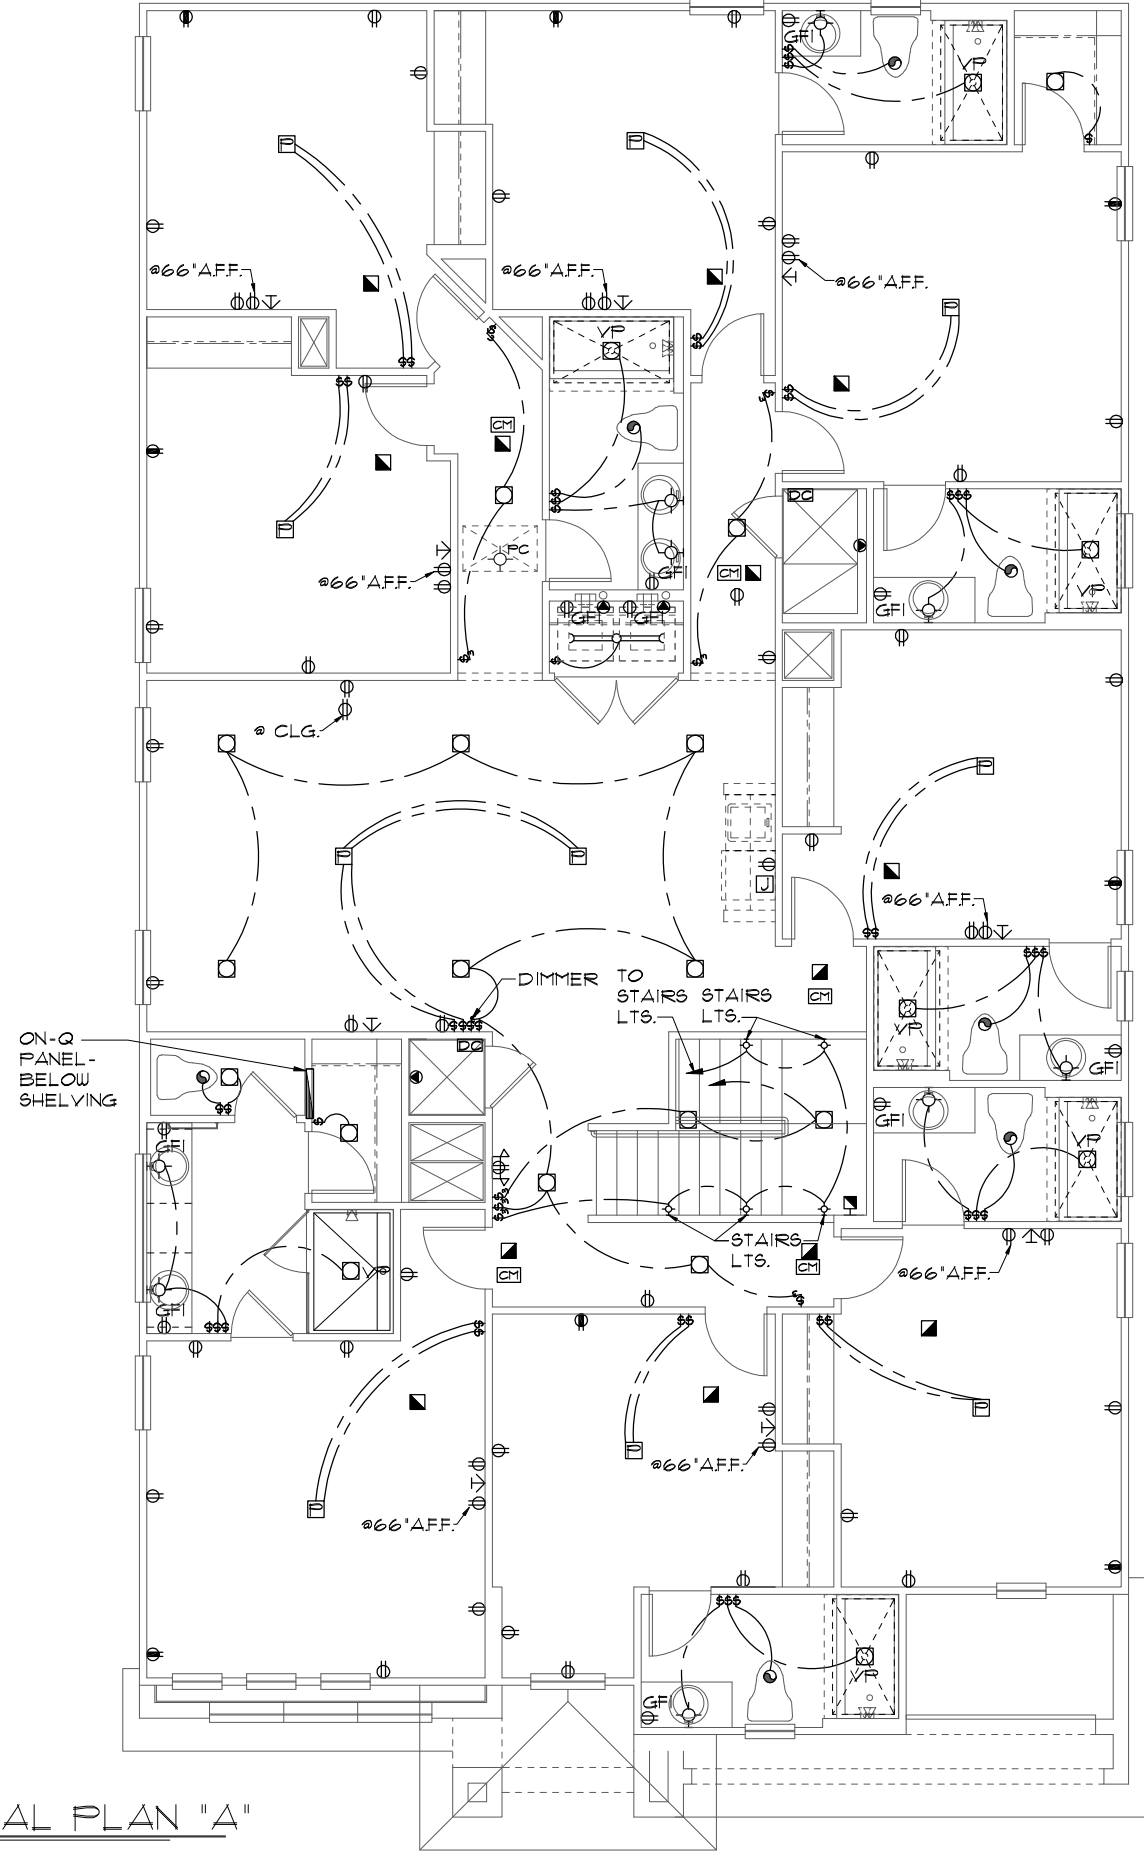 GFI
VP
@66"A.F.F.
@66"A.F.F.
@66"A.F.F.
VP
CM
DC
PC
@66"A.F.F.
GFI
CM
GFI
VP
GFI
GFI
@ CLG.
J
@66"A.F.F.
DIMMER
TO
STAIRS
LTS.
STAIRS
LTS.
CM
VP
ON-Q
PANEL-
BELOW
SHELVING
DC
GFI
GFI
VP
STAIRS
LTS.
CM
CM
VP
GFI
@66"A.F.F.
@66"A.F.F.
@66"A.F.F.
GFI
VP
AL PLAN "A"